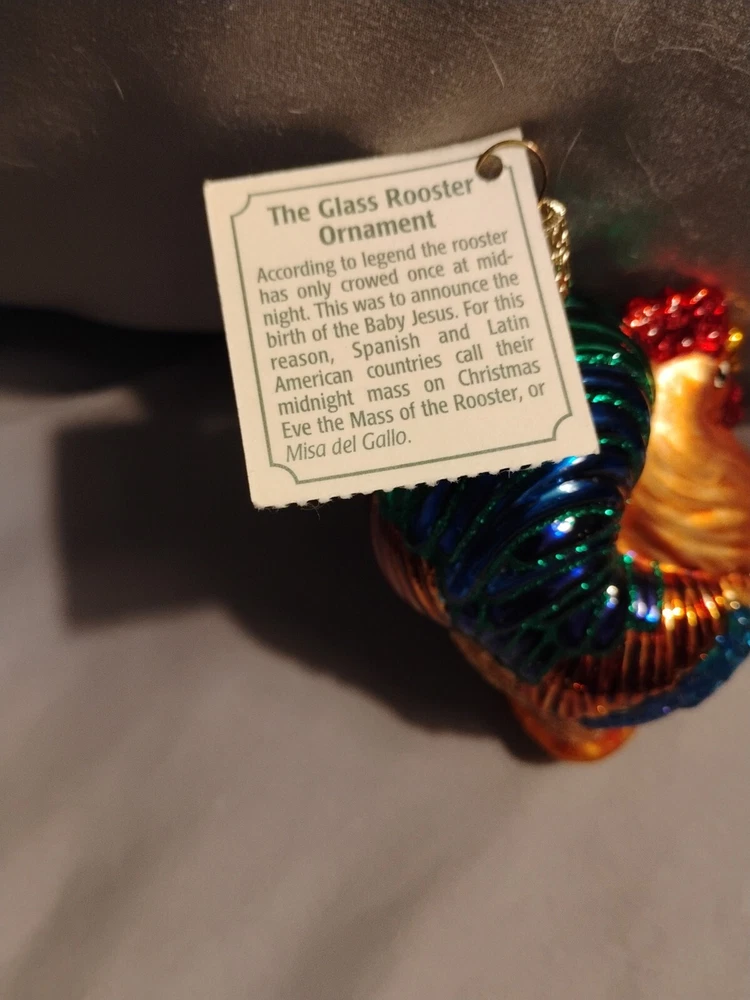 The Glass Rooster
Ornament
According to legend the rooster
has only crowed once at mid-
night. This was to announce the
birth of the Baby Jesus. For this
reason, Spanish and Latin
American countries call their
midnight mass on Christmas
Eve the Mass of the Rooster, or
Misa del Gallo.